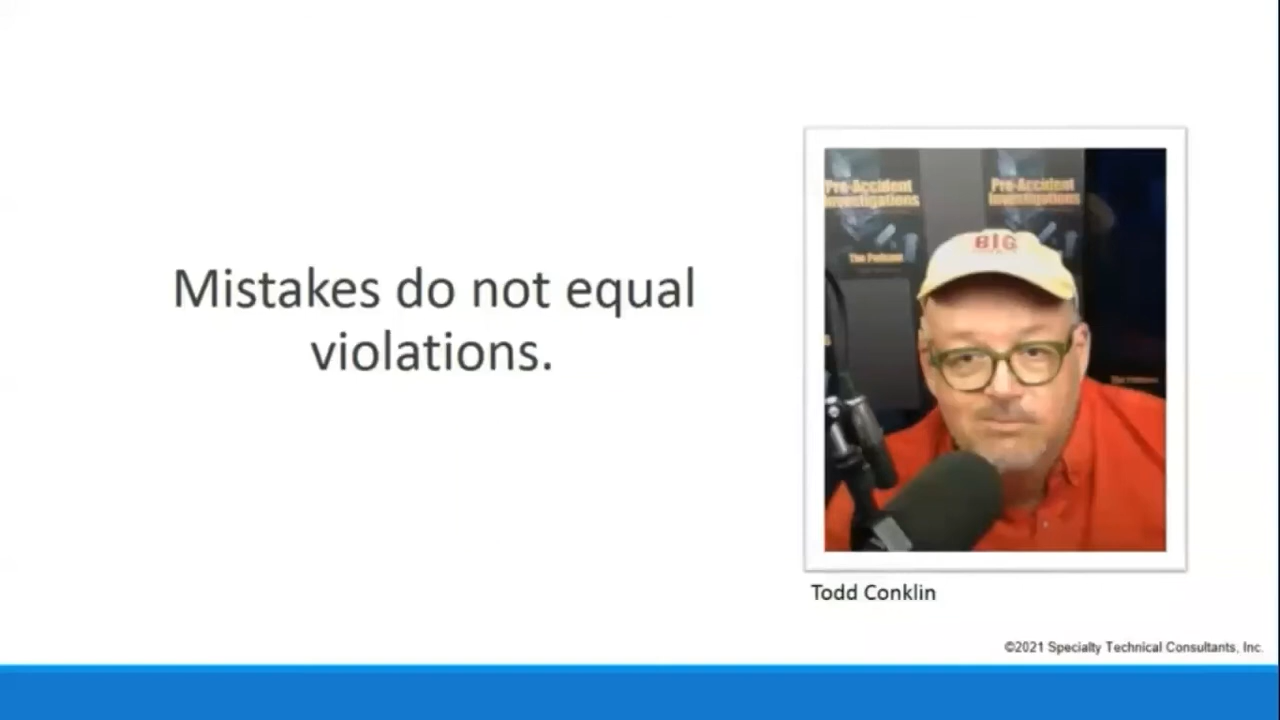 Mistakes do not equal
violations.
Pre-Accident
Investigations
The Podcast
Pre-Accident
Investigations
BIG
Todd Conklin
©2021 Specialty Technical Consultants, Inc.